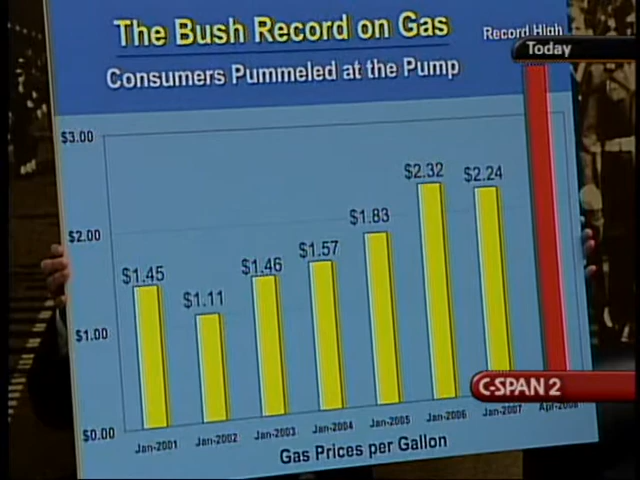 The Bush Record on Gas
Record High
Today
Consumers Pummeled at the Pump
$3.00
$2.32
$2.24
$2.00
$1.83
$1.57
$1.45
$1.46
$1.11
$1.00
C-SPAN 2
$0.00
Jan-2001
Jan-2002
Jan-2003
Jan-2004
Jan-2005
Jan-2006
Jan-2007
Gas Prices per Gallon